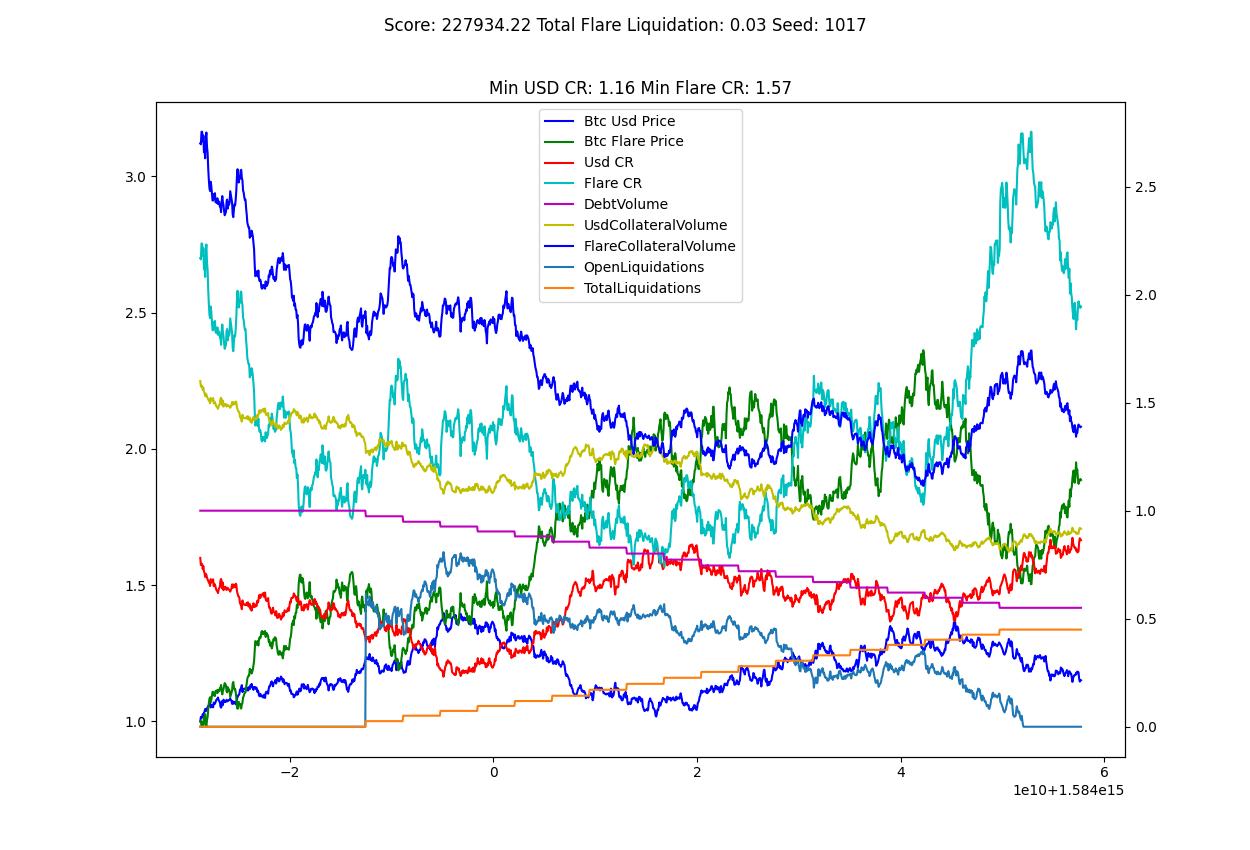 Score: 227934.22 Total Flare Liquidation: 0.03 Seed: 1017
Min USD CR: 1.16 Min Flare CR: 1.57
Btc Usd Price
Btc Flare Price
Usd CR
Flare CR
DebtVolume
UsdCollateralVolume
FlareCollateralVolume
OpenLiquidations
TotalLiquidations
3.0
2.5
2.0
1.5
1.0
2.5
2.0
1.5
1.0
0.5
0.0
−2 0 2 4 6
1e10+1.584e15